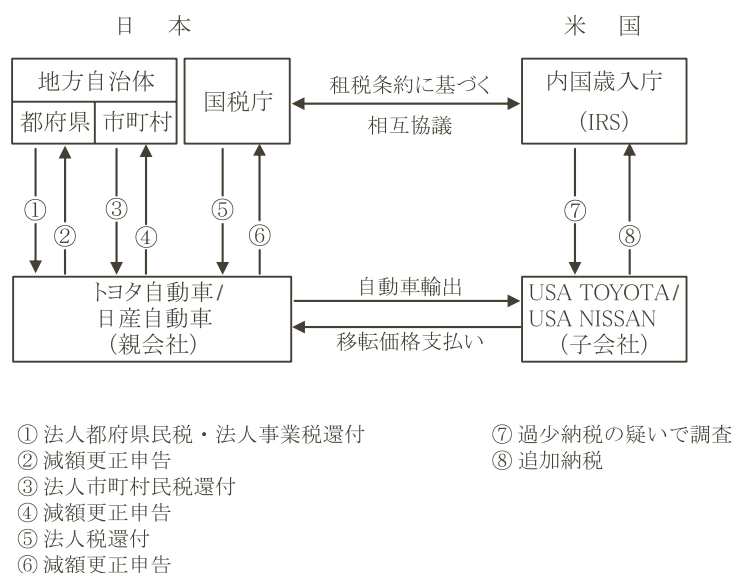 日 本
米 国
地方自治体
都府県
市町村
国税庁
租税条約に基づく
相互協議
内国歳入庁
（IRS）
①
②
③
④
⑤
⑥
⑦
⑧
トヨタ自動車/
日産自動車
（親会社）
自動車輸出
移転価格支払い
USA TOYOTA/
USA NISSAN
（子会社）
① 法人都府県民税・法人事業税還付
② 減額更正申告
③ 法人市町村民税還付
④ 減額更正申告
⑤ 法人税還付
⑥ 減額更正申告
⑦ 過少納税の疑いで調査
⑧ 追加納税